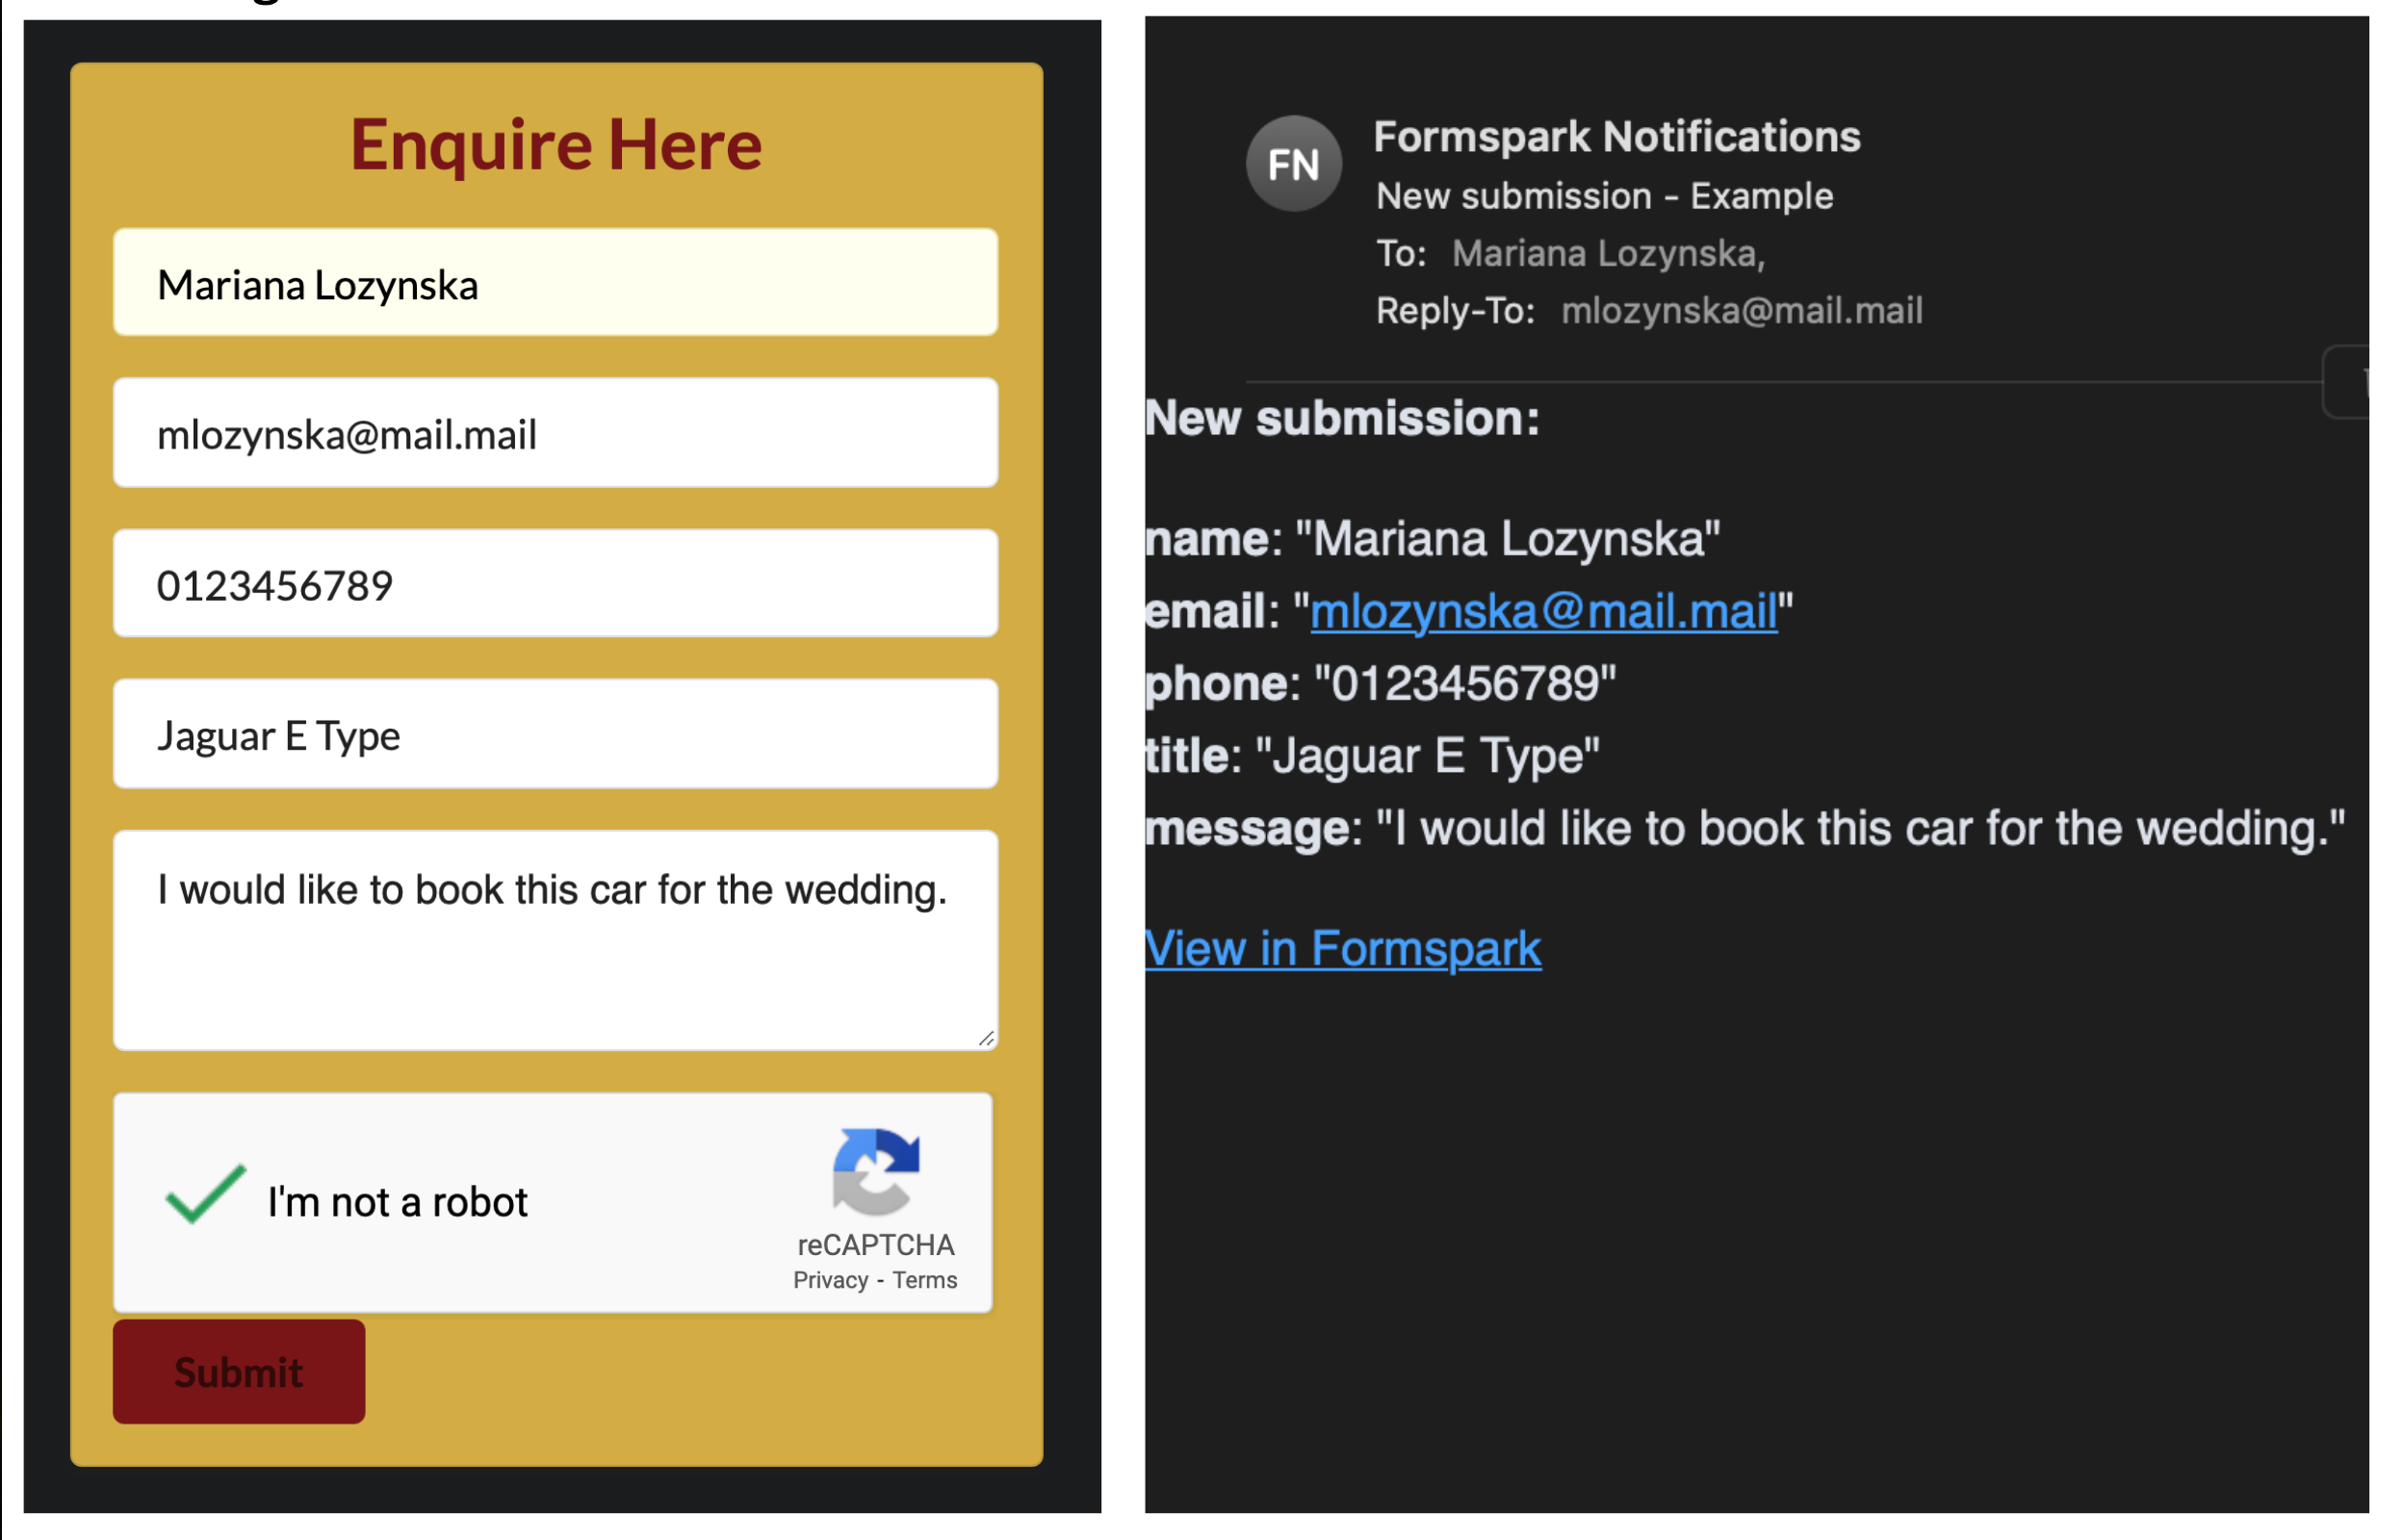 Enquire Here
Mariana Lozynska
mlozynska@mail.mail
0123456789
Jaguar E Type
I would like to book this car for the wedding.
I'm not a robot
reCAPTCHA
Privacy - Terms
Submit
FN
Formspark Notifications
New submission - Example
To: Mariana Lozynska,
Reply-To: mlozynska@mail.mail
New submission:
name: "Mariana Lozynska"
email: "mlozynska@mail.mail"
phone: "0123456789"
title: "Jaguar E Type"
message: "I would like to book this car for the wedding."
View in Formspark